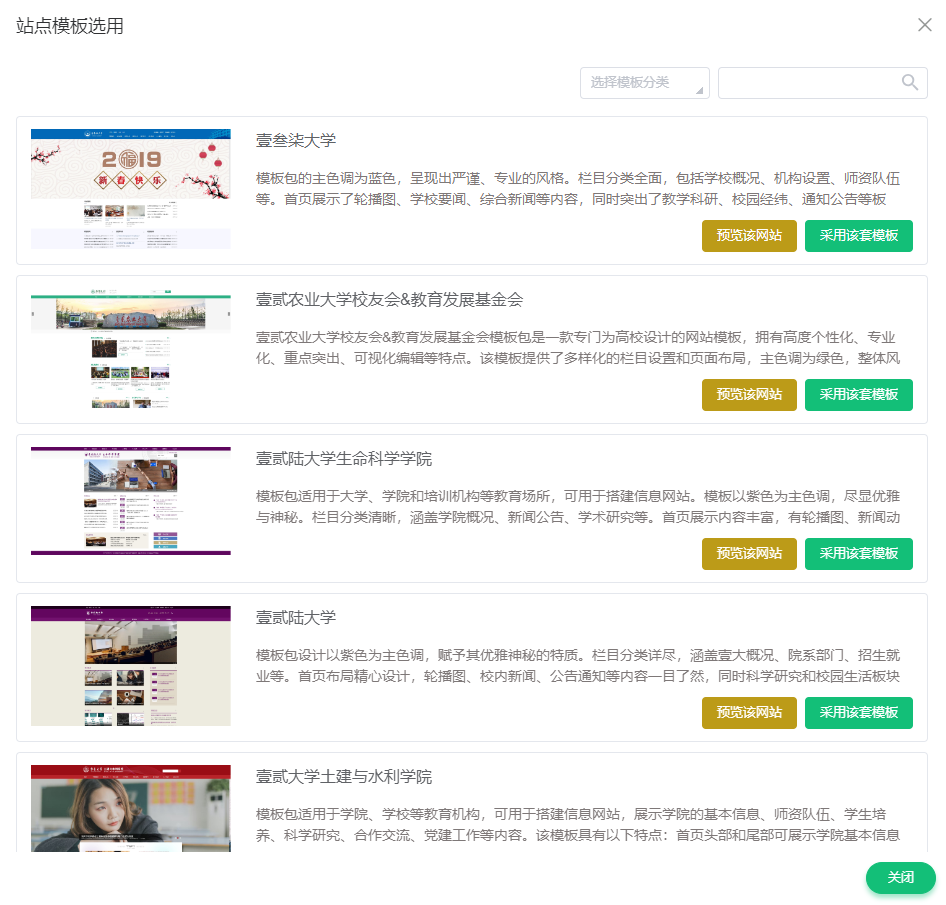 站点模板选用
选择模板分类
2019
新春快乐
壹叁柒大学
模板包的主色调为蓝色，呈现出严谨、专业的风格。栏目分类全面，包括学校概况、机构设置、师资队伍
等。首页展示了轮播图、学校要闻、综合新闻等内容，同时突出了教学科研、校园经纬、通知公告等板
预览该网站 采用该套模板
壹贰农业大学校友会&教育发展基金会
壹贰农业大学校友会&教育发展基金会模板包是一款专门为高校设计的网站模板，拥有高度个性化、专业
化、重点突出、可视化编辑等特点。该模板提供了多样化的栏目设置和页面布局，主色调为绿色，整体风
预览该网站 采用该套模板
壹贰陆大学生命科学学院
模板包适用于大学、学院和培训机构等教育场所，可用于搭建信息网站。模板以紫色为主色调，尽显优雅
与神秘。栏目分类清晰，涵盖学院概况、新闻公告、学术研究等。首页展示内容丰富，有轮播图、新闻动
预览该网站 采用该套模板
壹贰陆大学
模板包设计以紫色为主色调，赋予其优雅神秘的特质。栏目分类详尽，涵盖壹大概况、院系部门、招生就
业等。首页布局精心设计，轮播图、校内新闻、公告通知等内容一目了然，同时科学研究和校园生活板块
预览该网站 采用该套模板
壹贰大学土建与水利学院
模板包适用于学院、学校等教育机构，可用于搭建信息网站，展示学院的基本信息、师资队伍、学生培
养、科学研究、合作交流、党建工作等内容。该模板具有以下特点：首页头部和尾部可展示学院基本信息
关闭